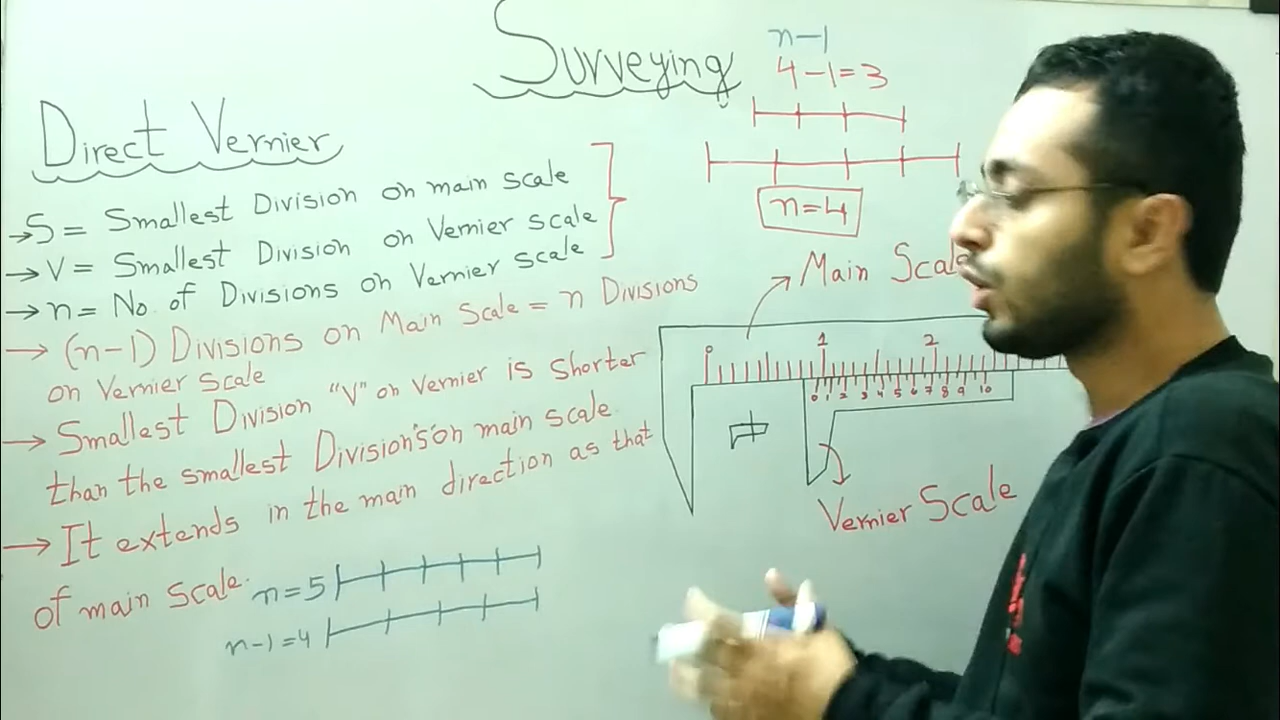 Surveying
Direct Vernier
→ S = Smallest Division on main scale
→ V = Smallest Division on Vernier scale
→ n = No. of Divisions on Vernier scale
→ (n-1) Divisions on Main Scale = n Divisions
on Vernier scale
→ Smallest Division "V" on Vernier is shorter
than the smallest Division "s" on main scale
→ It extends in the main direction as that
of main scale.
n=5
n-1=4
n-1
4-1=3
n=4
Main Scale
0 1 2
0 1 2 3 4 5 6 7 8 9 10
Vernier Scale